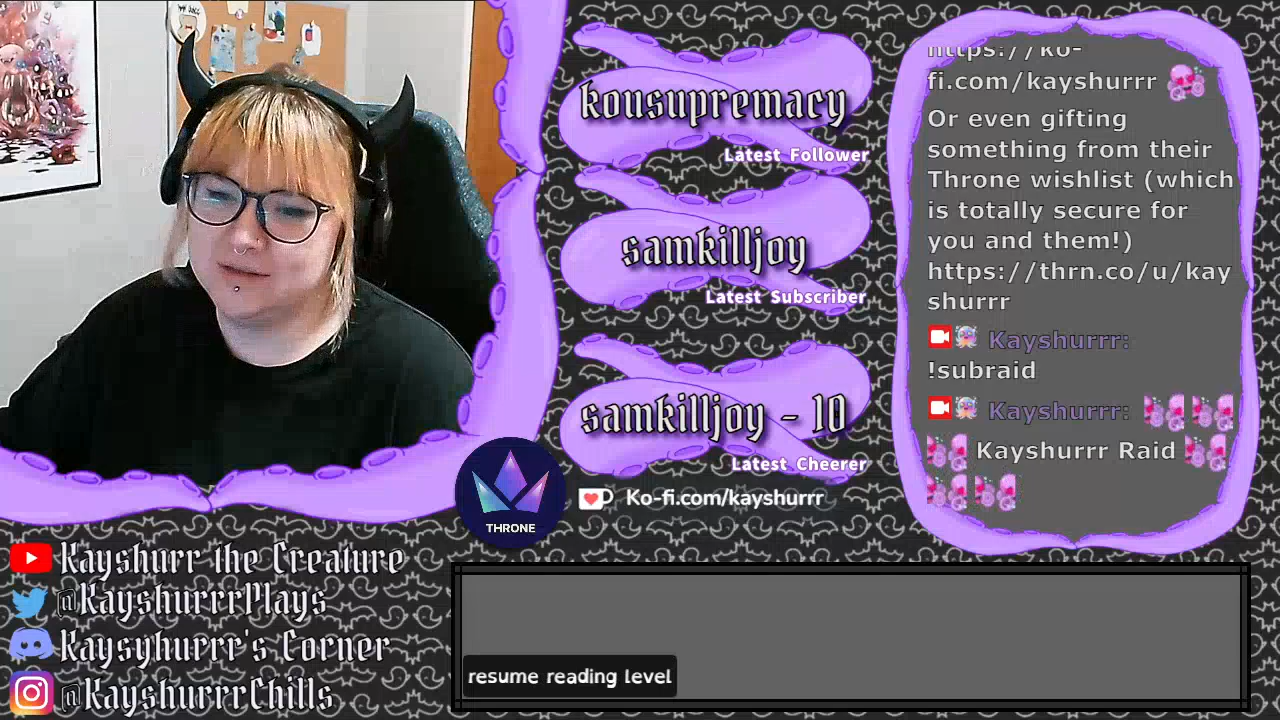 kousupremacy
Latest Follower
samkilljoy
Latest Subscriber
samkilljoy - 10
Latest Cheerer
THRONE
Ko-fi.com/kayshurrr
https://ko-
fi.com/kayshurrr
Or even gifting
something from their
Throne wishlist (which
is totally secure for
you and them!)
https://thrn.co/u/kay
shurrr
Kayshurrr:
!subraid
Kayshurrr:
Kayshurrr Raid
Kayshurr the Creature
@KayshurrrPlays
Kaysyhurrr's Corner
@KayshurrrChills
resume reading level